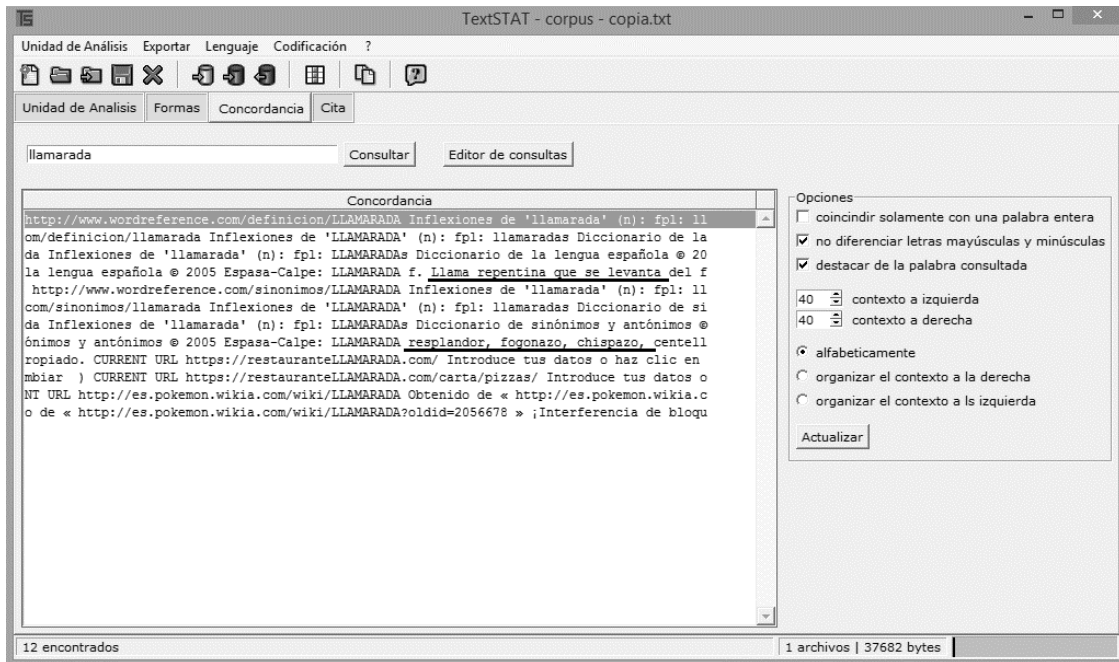 TextSTAT - corpus - copia.txt
Unidad de Análisis Exportar Lenguaje Codificación ?
Unidad de Analisis Formas Concordancia Cita
llamarada Consultar Editor de consultas
Concordancia
http://www.wordreference.com/definicion/LLAMARADA Inflexiones de 'llamarada' (n): fpl: ll
om/definicion/llamarada Inflexiones de 'LLAMARADA' (n): fpl: llamaradas Diccionario de la
da Inflexiones de 'llamarada' (n): fpl: LLAMARADAs Diccionario de la lengua española © 20
la lengua española © 2005 Espasa-Calpe: LLAMARADA f. Llama repentina que se levanta del f
http://www.wordreference.com/sinonimos/LLAMARADA Inflexiones de 'llamarada' (n): fpl: ll
com/sinonimos/llamarada Inflexiones de 'LLAMARADA' (n): fpl: llamaradas Diccionario de si
da Inflexiones de 'llamarada' (n): fpl: LLAMARADAs Diccionario de sinónimos y antónimos ©
ónimos y antónimos © 2005 Espasa-Calpe: LLAMARADA resplandor, fogonazo, chispazo, centell
ropiado. CURRENT URL https://restauranteLLAMARADA.com/ Introduce tus datos o haz clic en
mbiar ) CURRENT URL https://restauranteLLAMARADA.com/carta/pizzas/ Introduce tus datos o
NT URL http://es.pokemon.wikia.com/wiki/LLAMARADA Obtenido de « http://es.pokemon.wikia.c
o de « http://es.pokemon.wikia.com/wiki/LLAMARADA?oldid=2056678 » ¡Interferencia de bloqu
Opciones
coincindir solamente con una palabra entera
no diferenciar letras mayúsculas y minúsculas
destacar de la palabra consultada
40 contexto a izquierda
40 contexto a derecha
alfabeticamente
organizar el contexto a la derecha
organizar el contexto a ls izquierda
Actualizar
12 encontrados
1 archivos | 37682 bytes